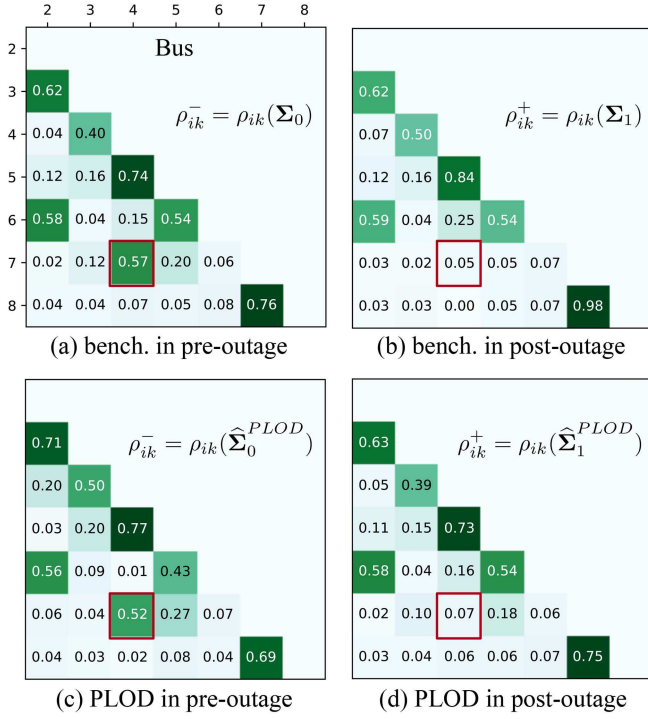 2 3 4 5 6 7 8
2 Bus
3 0.62
ρ⁻ᵢₖ = ρᵢₖ(Σ₀)
4 0.04 0.40
5 0.12 0.16 0.74
6 0.58 0.04 0.15 0.54
7 0.02 0.12 0.57 0.20 0.06
8 0.04 0.04 0.07 0.05 0.08 0.76
(a) bench. in pre-outage
0.62
ρ⁺ᵢₖ = ρᵢₖ(Σ₁)
0.07 0.50
0.12 0.16 0.84
0.59 0.04 0.25 0.54
0.03 0.02 0.05 0.05 0.07
0.03 0.03 0.00 0.05 0.07 0.98
(b) bench. in post-outage
0.71
ρ⁻ᵢₖ = ρᵢₖ(Σ̂₀ᴾᴸᴼᴰ)
0.20 0.50
0.03 0.20 0.77
0.56 0.09 0.01 0.43
0.06 0.04 0.52 0.27 0.07
0.04 0.03 0.02 0.08 0.04 0.69
(c) PLOD in pre-outage
0.63
ρ⁺ᵢₖ = ρᵢₖ(Σ̂₁ᴾᴸᴼᴰ)
0.05 0.39
0.11 0.15 0.73
0.58 0.04 0.16 0.54
0.02 0.10 0.07 0.18 0.06
0.03 0.04 0.06 0.06 0.07 0.75
(d) PLOD in post-outage